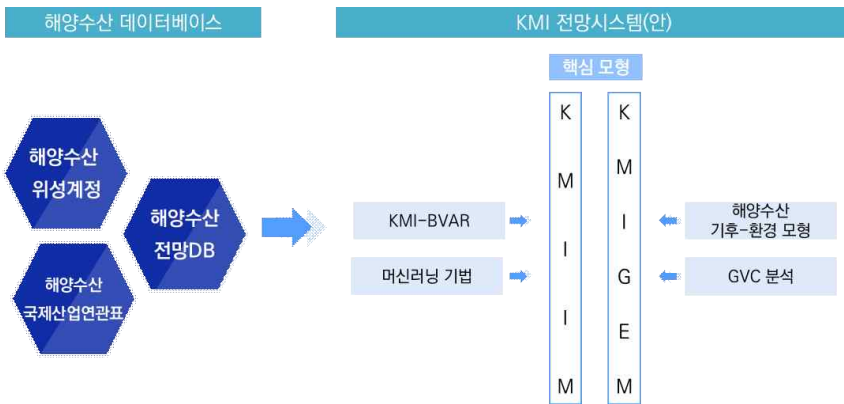 해양수산 데이터베이스
KMI 전망시스템(안)
핵심 모형
해양수산
위성계정
해양수산
전망DB
해양수산
국제산업연관표
KMI-BVAR
머신러닝 기법
K
M
I
I
M
K
M
I
G
E
M
해양수산
기후-환경 모형
GVC 분석